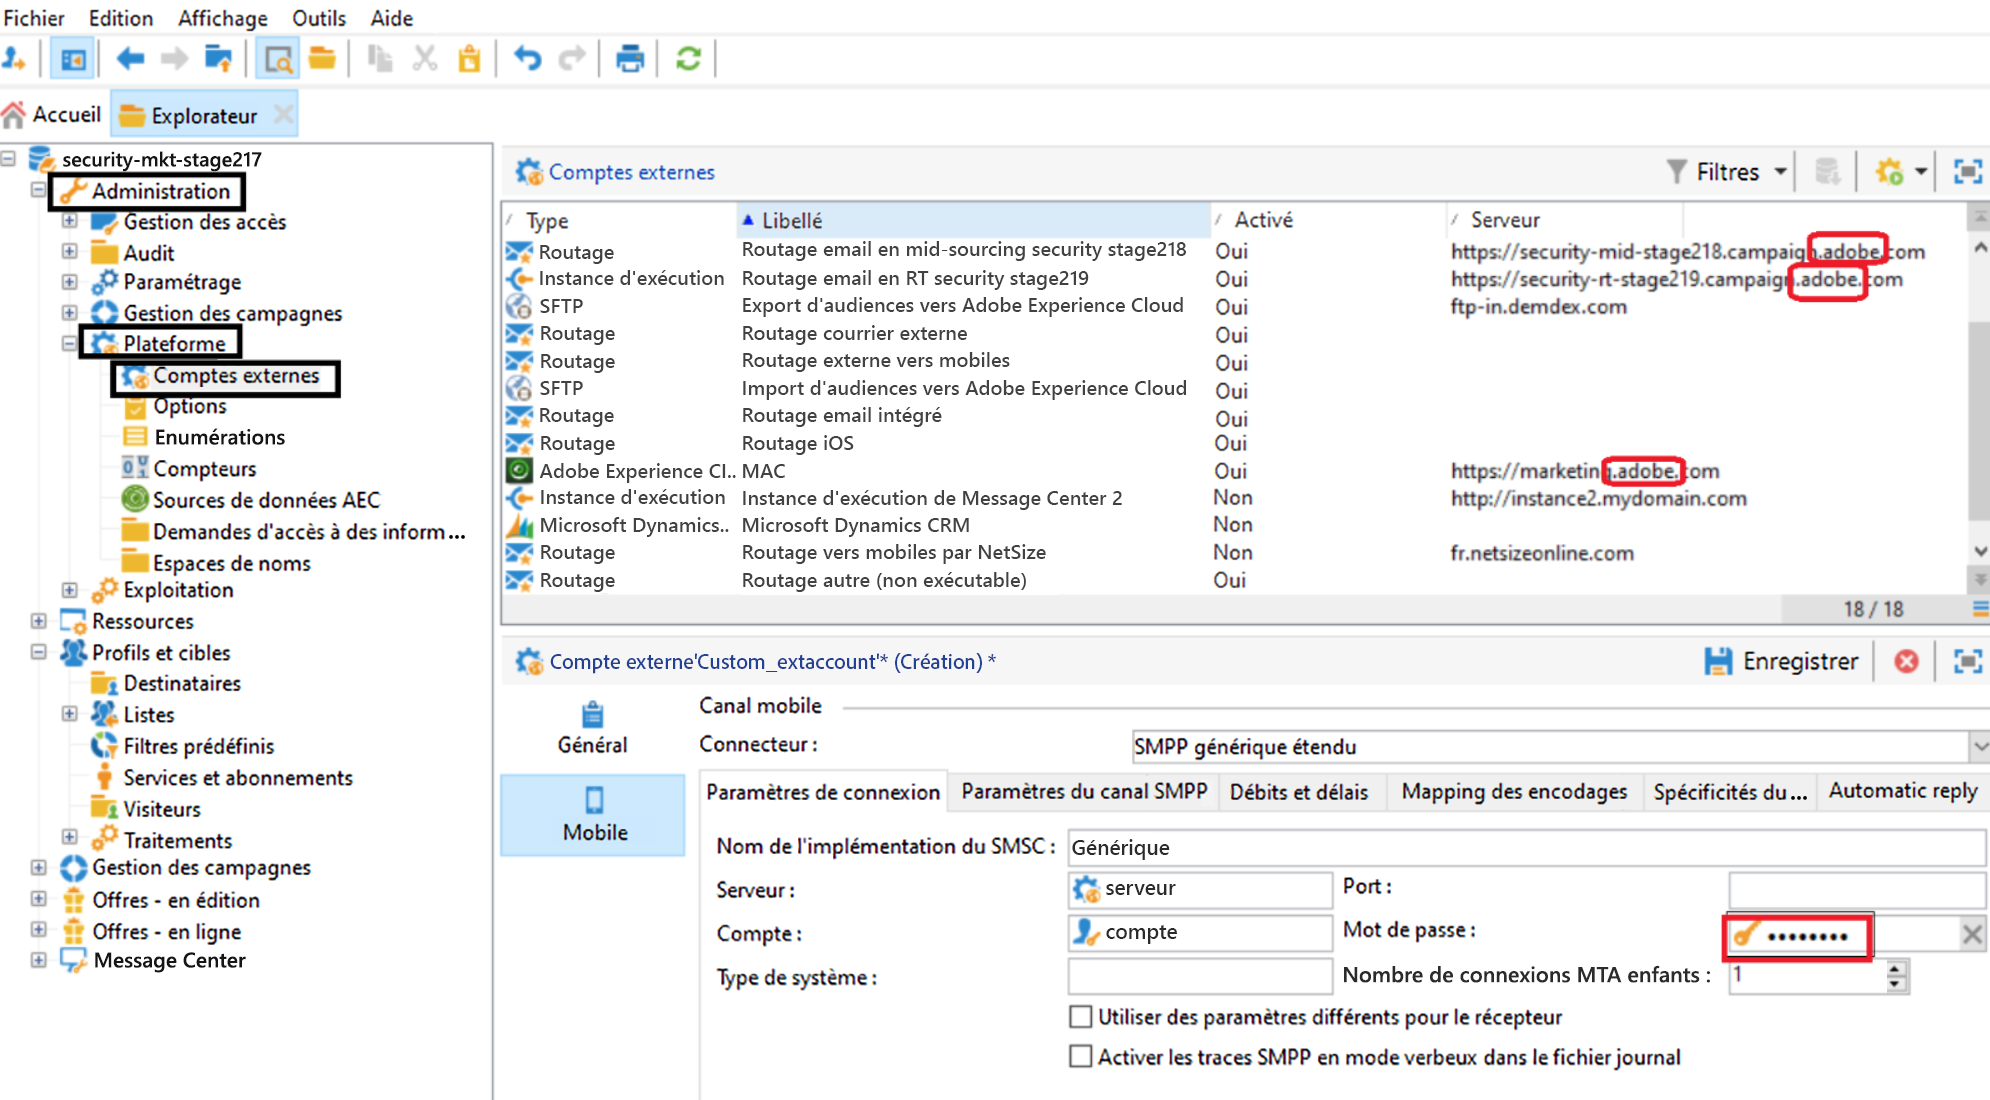 Fichier Edition Affichage Outils Aide
Accueil Explorateur
security-mkt-stage217
Administration
Gestion des accès
Audit
Paramétrage
Gestion des campagnes
Plateforme
Comptes externes
Options
Enumérations
Compteurs
Sources de données AEC
Demandes d'accès à des inform ...
Espaces de noms
Exploitation
Ressources
Profils et cibles
Destinataires
Listes
Filtres prédéfinis
Services et abonnements
Visiteurs
Traitements
Gestion des campagnes
Offres - en édition
Offres - en ligne
Message Center
Comptes externes Filtres
Type Libellé Activé Serveur
Routage Routage email en mid-sourcing security stage218 Oui https://security-mid-stage218.campaign.adobe.com
Instance d'exécution Routage email en RT security stage219 Oui https://security-rt-stage219.campaign.adobe.com
SFTP Export d'audiences vers Adobe Experience Cloud Oui ftp-in.demdex.com
Routage Routage courrier externe Oui
Routage Routage externe vers mobiles Oui
SFTP Import d'audiences vers Adobe Experience Cloud Oui
Routage Routage email intégré Oui
Routage Routage iOS Oui
Adobe Experience Cl.. MAC Oui https://marketing.adobe.com
Instance d'exécution Instance d'exécution de Message Center 2 Non http://instance2.mydomain.com
Microsoft Dynamics.. Microsoft Dynamics CRM Non
Routage Routage vers mobiles par NetSize Non fr.netsizeonline.com
Routage Routage autre (non exécutable) Oui
18 / 18
Compte externe'Custom_extaccount'* (Création) * Enregistrer
Général
Mobile
Canal mobile
Connecteur : SMPP générique étendu
Paramètres de connexion Paramètres du canal SMPP Débits et délais Mapping des encodages Spécificités du ... Automatic reply
Nom de l'implémentation du SMSC : Générique
Serveur : serveur Port :
Compte : compte Mot de passe : ••••••••
Type de système : Nombre de connexions MTA enfants : 1
Utiliser des paramètres différents pour le récepteur
Activer les traces SMPP en mode verbeux dans le fichier journal